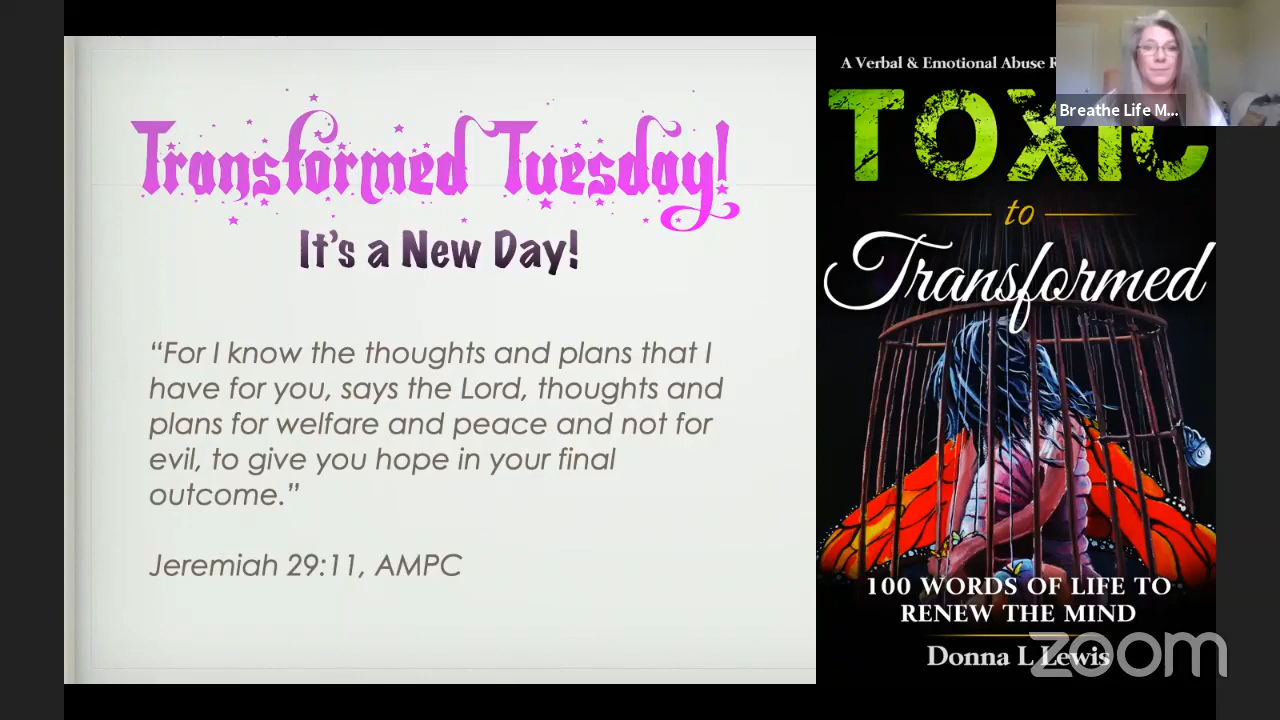 Transformed Tuesday!
It's a New Day!
“For I know the thoughts and plans that I
have for you, says the Lord, thoughts and
plans for welfare and peace and not for
evil, to give you hope in your final
outcome.”
Jeremiah 29:11, AMPC
A Verbal & Emotional Abuse
TOXIC
to
Transformed
100 WORDS OF LIFE TO
RENEW THE MIND
Donna L Lewis
Breathe Life M...
zoom